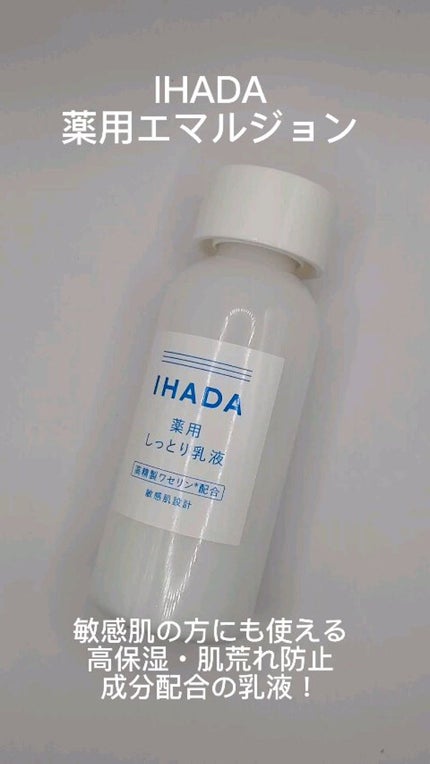 IHADA
薬用エマルジョン
IHADA
薬用
しっとり乳液
高精製ワセリン*配合
敏感肌設計
敏感肌の方にも使える
高保湿・肌荒れ防止
成分配合の乳液！